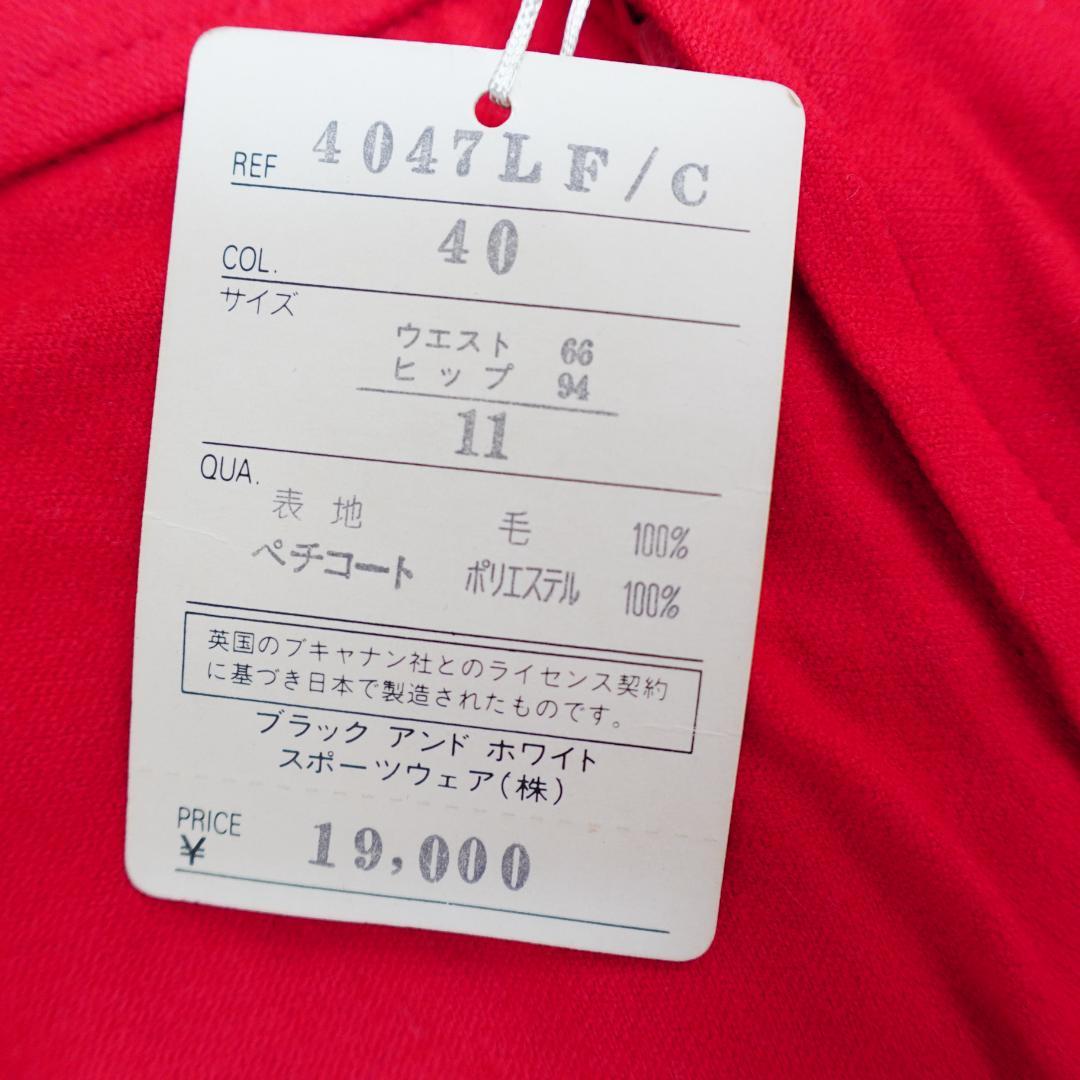 REF 4047LF/C
COL. 40
サイズ
ウエスト 66
ヒップ 94
11
QUA.
表地 毛 100%
ペチコート ポリエステル 100%
英国のブキャナン社とのライセンス契約
に基づき日本で製造されたものです。
ブラック アンド ホワイト
スポーツウェア(株)
PRICE
¥ 19,000